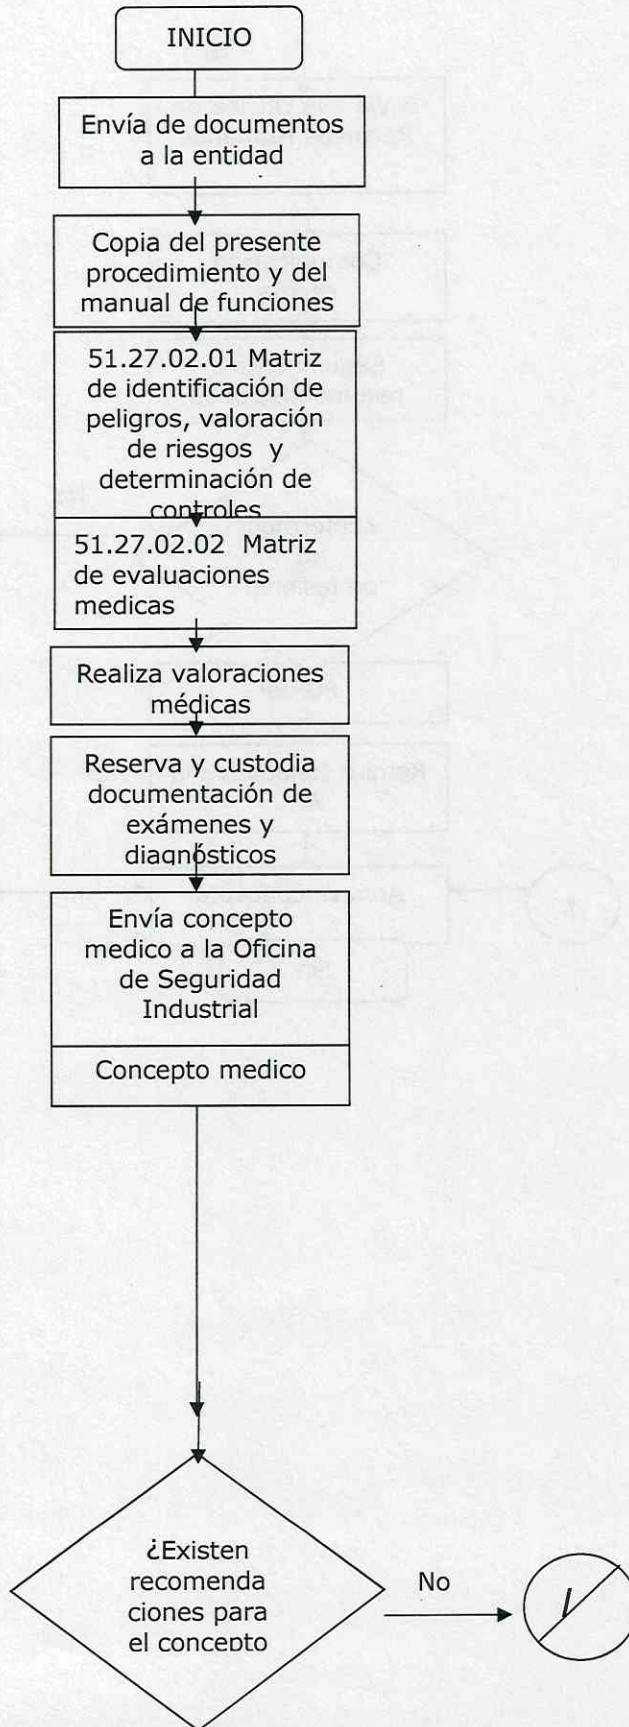 INICIO
Envía de documentos
a la entidad
Copia del presente
procedimiento y del
manual de funciones
51.27.02.01 Matriz
de identificación de
peligros, valoración
de riesgos y
determinación de
controles
51.27.02.02 Matriz
de evaluaciones
medicas
Realiza valoraciones
médicas
Reserva y custodia
documentación de
exámenes y
diagnósticos
Envía concepto
medico a la Oficina
de Seguridad
Industrial
Concepto medico
¿Existen
recomenda
ciones para
el concepto
No